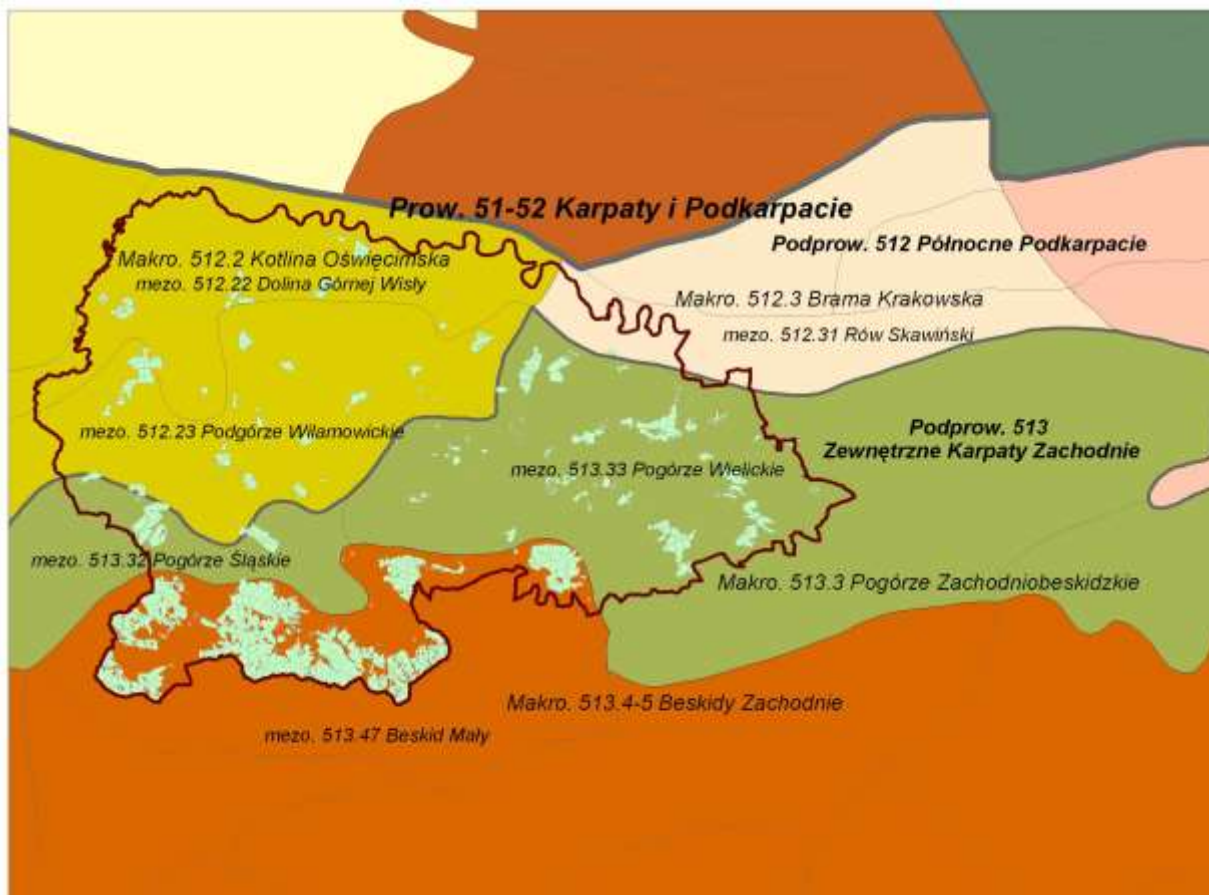 Prow. 51-52 Karpaty i Podkarpacie
Podprow. 512 Północne Podkarpacie
Makro. 512.2 Kotlina Oświęcimska
mezo. 512.22 Dolina Górnej Wisły
Makro. 512.3 Brama Krakowska
mezo. 512.31 Rów Skawiński
mezo. 512.23 Podgórze Wilamowickie
Podprow. 513
Zewnętrzne Karpaty Zachodnie
mezo. 513.33 Pogórze Wielickie
mezo. 513.32 Pogórze Śląskie
Makro. 513.3 Pogórze Zachodniobeskidzkie
Makro. 513.4-5 Beskidy Zachodnie
mezo. 513.47 Beskid Mały